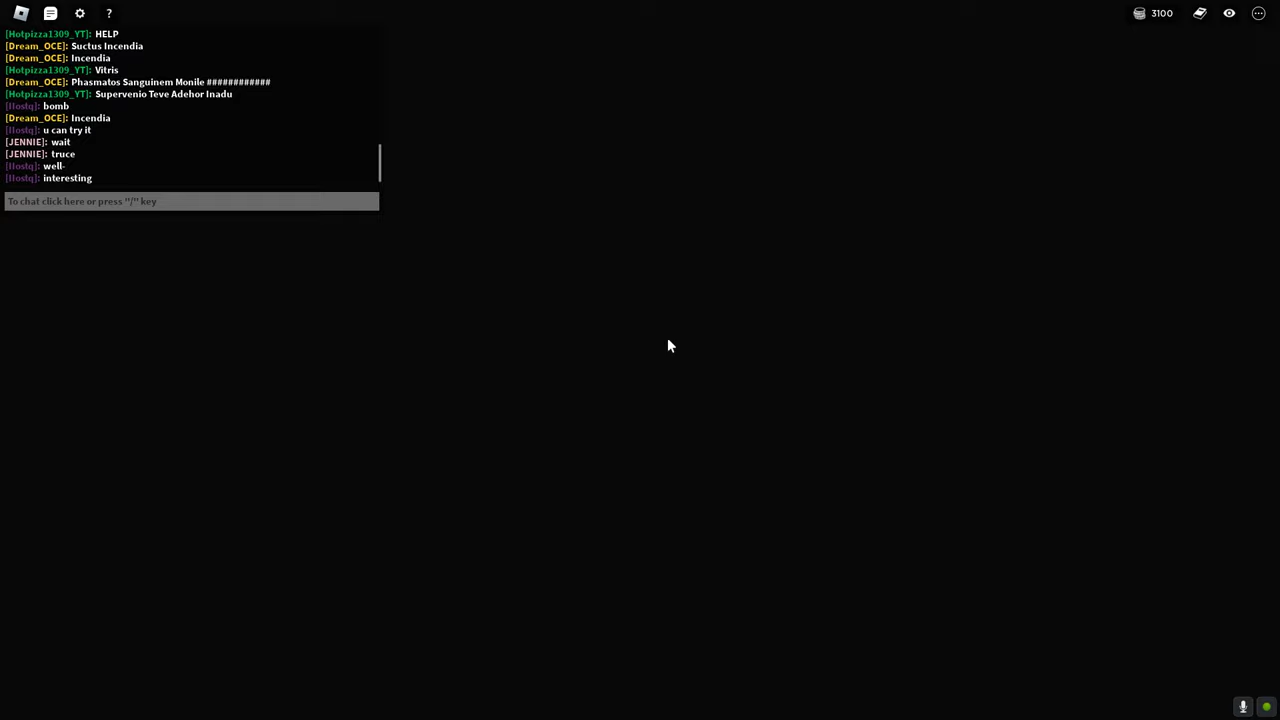 3100
[Hotpizza1309_YT]: HELP
[Dream_OCE]: Suctus Incendia
[Dream_OCE]: Incendia
[Hotpizza1309_YT]: Vitris
[Dream_OCE]: Phasmatos Sanguinem Monile ############
[Hotpizza1309_YT]: Supervenio Teve Adehor Inadu
bomb
[Dream_OCE]: Incendia
u can try it
[JENNIE]: wait
[JENNIE]: truce
well-
interesting
To chat click here or press "/" key